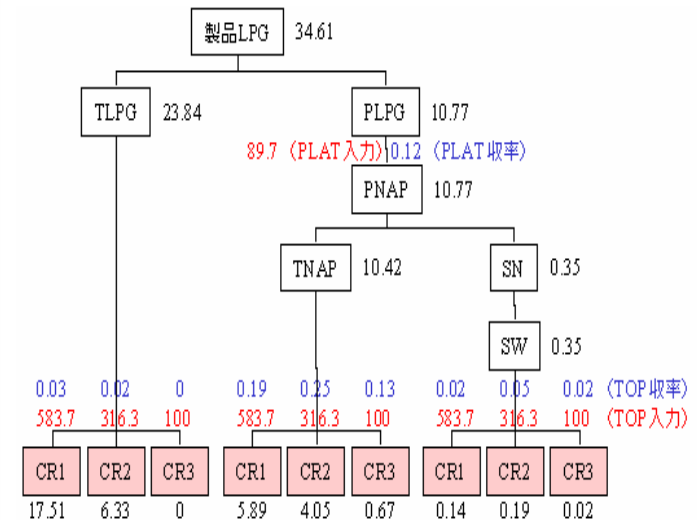 製品LPG 34.61
TLPG 23.84 PLPG 10.77
89.7 (PLAT入力) 0.12 (PLAT収率)
PNAP 10.77
TNAP 10.42 SN 0.35
SW 0.35
0.03 0.02 0 0.19 0.25 0.13 0.02 0.05 0.02 (TOP収率)
583.7 316.3 100 583.7 316.3 100 583.7 316.3 100 (TOP入力)
CR1 CR2 CR3 CR1 CR2 CR3 CR1 CR2 CR3
17.51 6.33 0 5.89 4.05 0.67 0.14 0.19 0.02